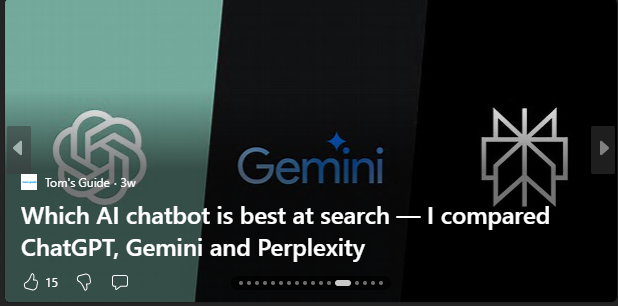 Gemini
Tom's Guide · 3w
Which AI chatbot is best at search — I compared
ChatGPT, Gemini and Perplexity
15